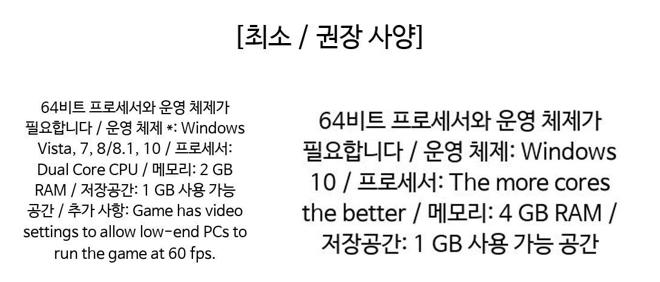 [최소 / 권장 사양]
64비트 프로세서와 운영 체제가
필요합니다 / 운영 체제 *: Windows
Vista, 7, 8/8.1, 10 / 프로세서:
Dual Core CPU / 메모리: 2 GB
RAM / 저장공간: 1 GB 사용 가능
공간 / 추가 사항: Game has video
settings to allow low-end PCs to
run the game at 60 fps.
64비트 프로세서와 운영 체제가
필요합니다 / 운영 체제: Windows
10 / 프로세서: The more cores
the better / 메모리: 4 GB RAM /
저장공간: 1 GB 사용 가능 공간